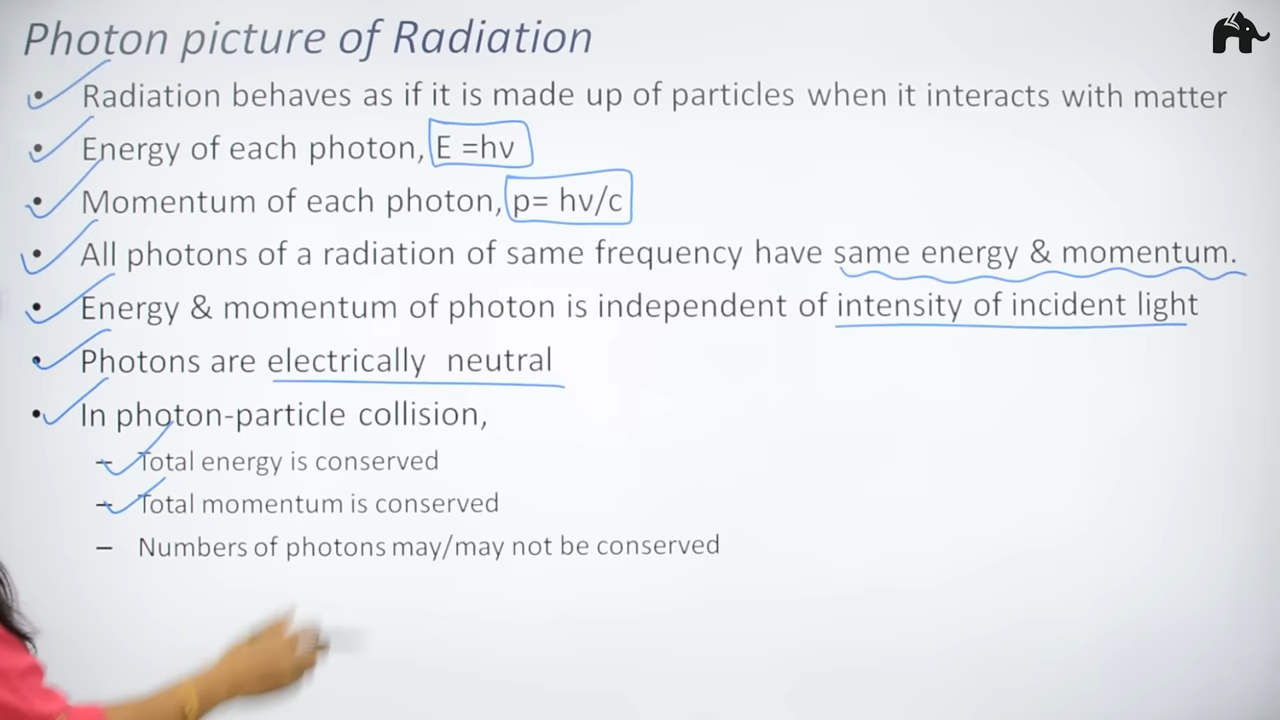 Photon picture of Radiation
• Radiation behaves as if it is made up of particles when it interacts with matter
• Energy of each photon, E =hν
• Momentum of each photon, p= hν/c
• All photons of a radiation of same frequency have same energy & momentum.
• Energy & momentum of photon is independent of intensity of incident light
• Photons are electrically neutral
• In photon-particle collision,
– Total energy is conserved
– Total momentum is conserved
– Numbers of photons may/may not be conserved